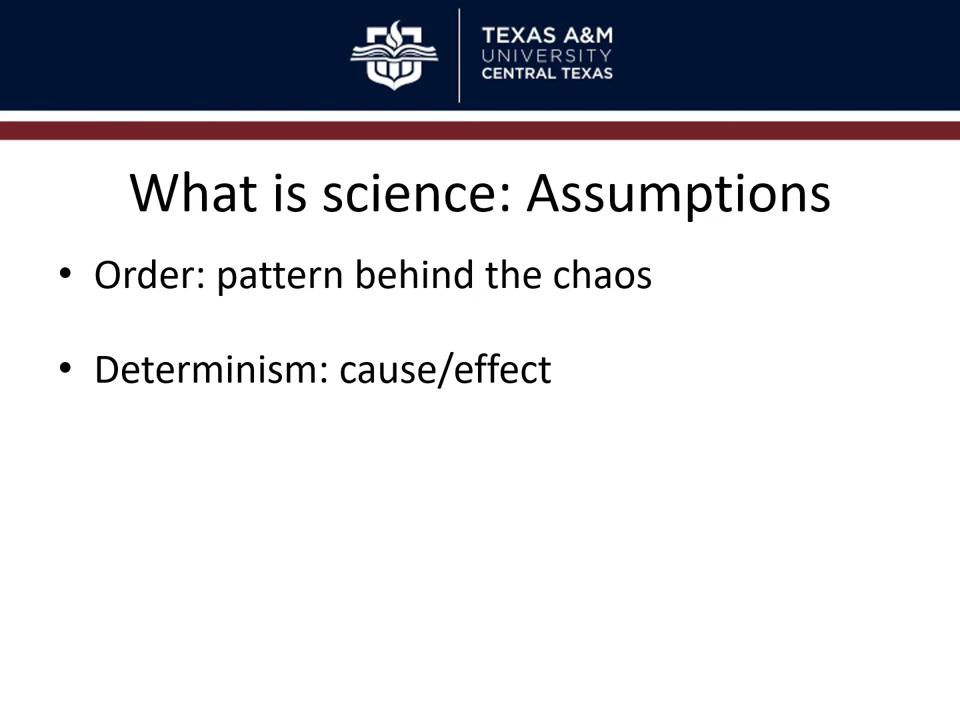 TEXAS A&M
UNIVERSITY
CENTRAL TEXAS
What is science: Assumptions
• Order: pattern behind the chaos
• Determinism: cause/effect